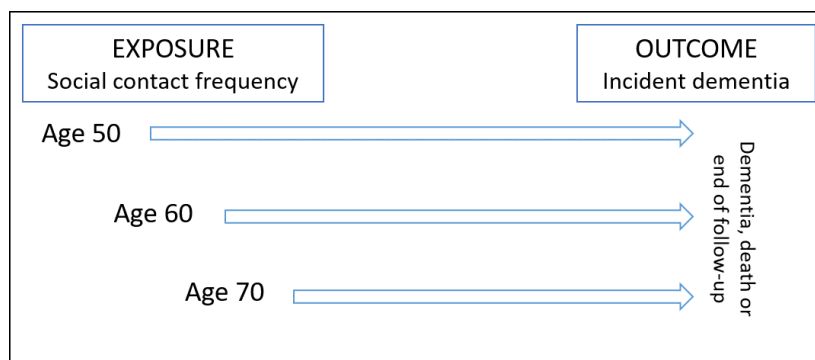 EXPOSURE
Social contact frequency
OUTCOME
Incident dementia
Age 50
Age 60
Age 70
Dementia, death or
end of follow-up